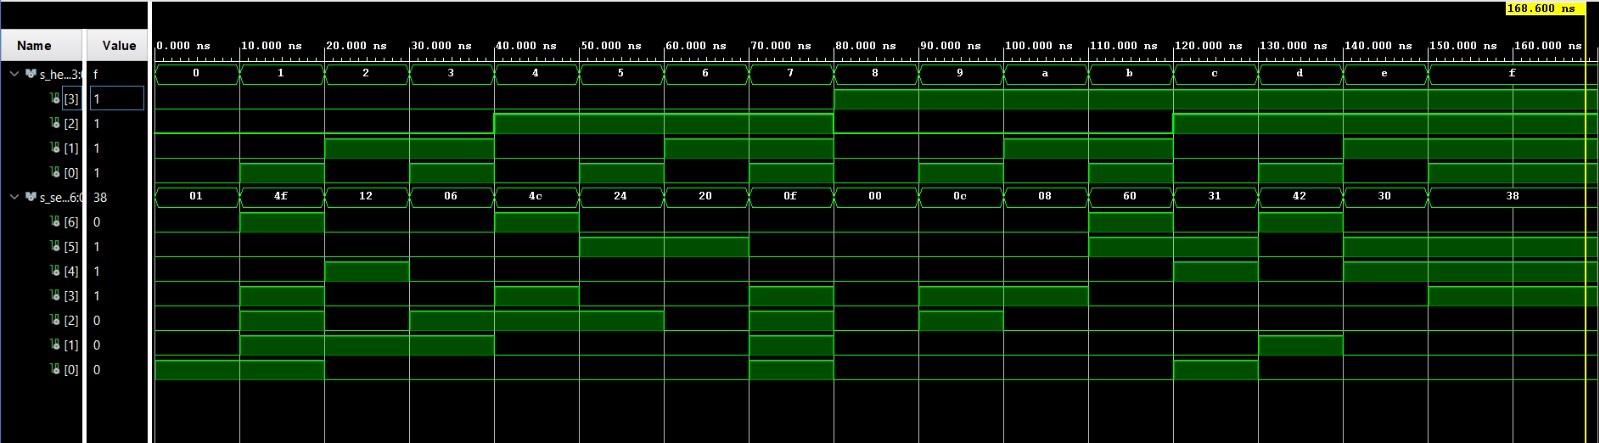 168.600 ns
Name Value 0.000 ns 10.000 ns 20.000 ns 30.000 ns 40.000 ns 50.000 ns 60.000 ns 70.000 ns 80.000 ns 90.000 ns 100.000 ns 110.000 ns 120.000 ns 130.000 ns 140.000 ns 150.000 ns 160.000 ns
s_he...3:0 f 0 1 2 3 4 5 6 7 8 9 a b c d e f
[3] 1
[2] 1
[1] 1
[0] 1
s_se...6:0 38 01 4f 12 06 4c 24 20 0f 00 0c 08 60 31 42 30 38
[6] 0
[5] 1
[4] 1
[3] 1
[2] 0
[1] 0
[0] 0